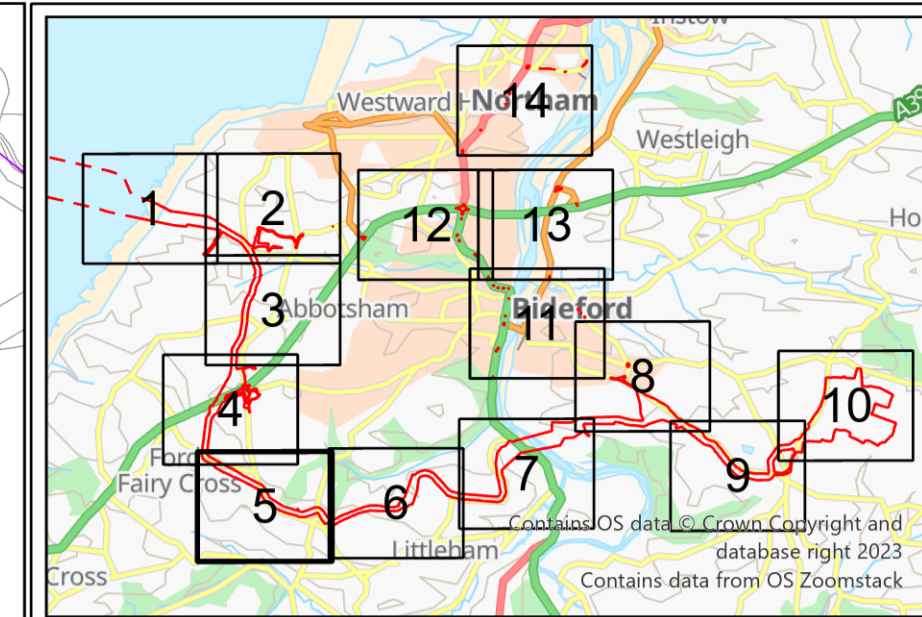 Instow
Westward H
Northam
14
A39
Westleigh
1
2
12
13
Ho
3
Abbotsham
Bideford
11
8
10
4
Ford
Fairy Cross
5
6
7
9
Littleham
Contains OS data © Crown Copyright and
database right 2023
Contains data from OS Zoomstack
Cross